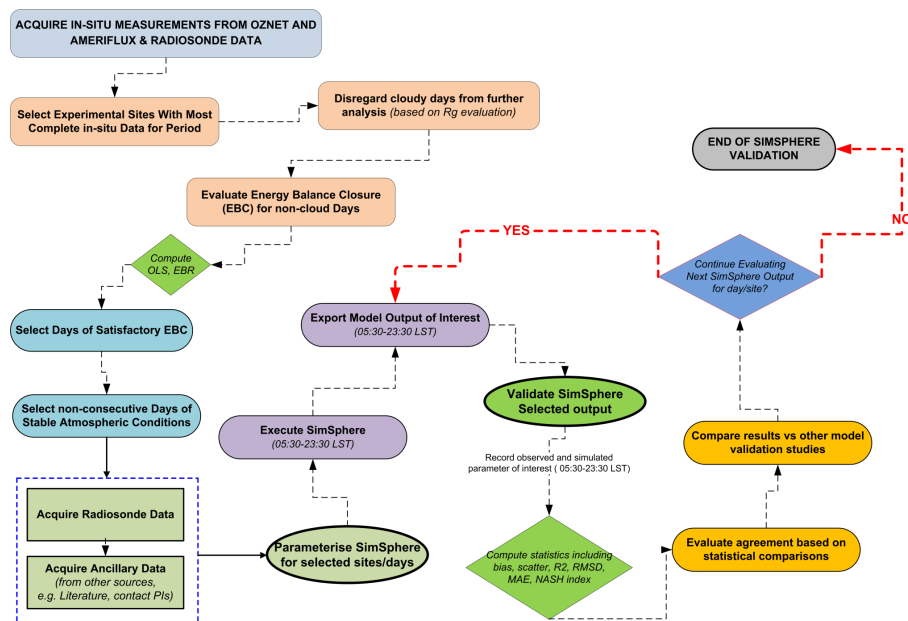 ACQUIRE IN-SITU MEASUREMENTS FROM OZNET AND
AMERIFLUX & RADIOSONDE DATA
Select Experimental Sites With Most
Complete in-situ Data for Period
Disregard cloudy days from further
analysis (based on Rg evaluation)
Evaluate Energy Balance Closure
(EBC) for non-cloud Days
Compute
OLS, EBR
Select Days of Satisfactory EBC
Select non-consecutive Days of
Stable Atmospheric Conditions
Acquire Radiosonde Data
Acquire Ancillary Data
(from other sources,
e.g. Literature, contact PIs)
Parameterise SimSphere
for selected sites/days
Execute SimSphere
(05:30-23:30 LST)
Export Model Output of Interest
(05:30-23:30 LST)
Validate SimSphere
Selected output
Record observed and simulated
parameter of interest ( 05:30-23:30 LST)
Compute statistics including
bias, scatter, R2, RMSD,
MAE, NASH index
Evaluate agreement based on
statistical comparisons
Compare results vs other model
validation studies
Continue Evaluating
Next SimSphere Output
for day/site?
YES
NO
END OF SIMSPHERE
VALIDATION